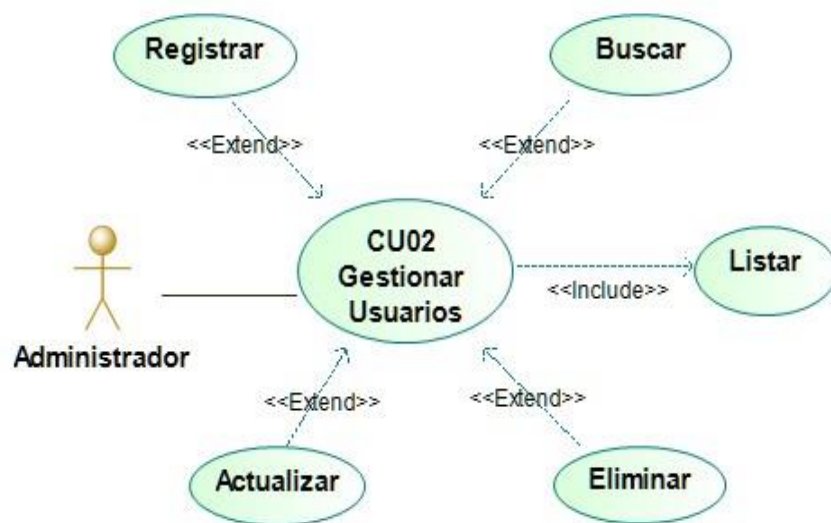 Registrar
Buscar
<<Extend>>
<<Extend>>
CU02
Gestionar
Usuarios
Listar
<<Include>>
Administrador
<<Extend>>
<<Extend>>
Actualizar
Eliminar